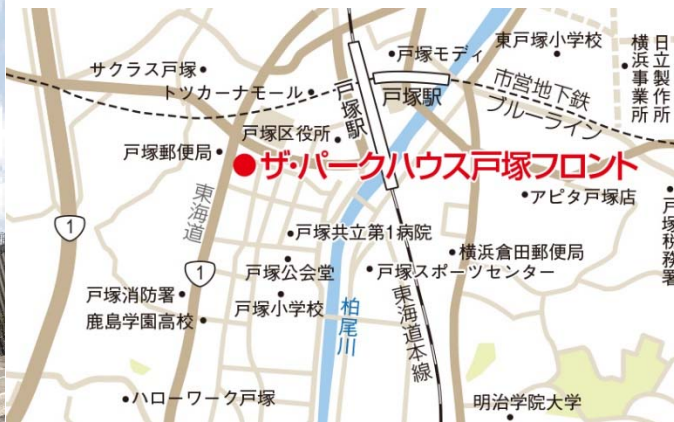 戸塚モディ
東戸塚小学校
日立製作所
横浜事業所
サクラス戸塚
トツカーナモール
戸塚駅
戸塚駅
市営地下鉄
ブルーライン
戸塚区役所
戸塚郵便局
ザ・パークハウス戸塚フロント
東海道
アピタ戸塚店
戸塚税務署
1
戸塚共立第1病院
横浜倉田郵便局
1
戸塚公会堂
戸塚スポーツセンター
戸塚消防署
戸塚小学校
鹿島学園高校
柏尾川
東海道本線
ハローワーク戸塚
明治学院大学